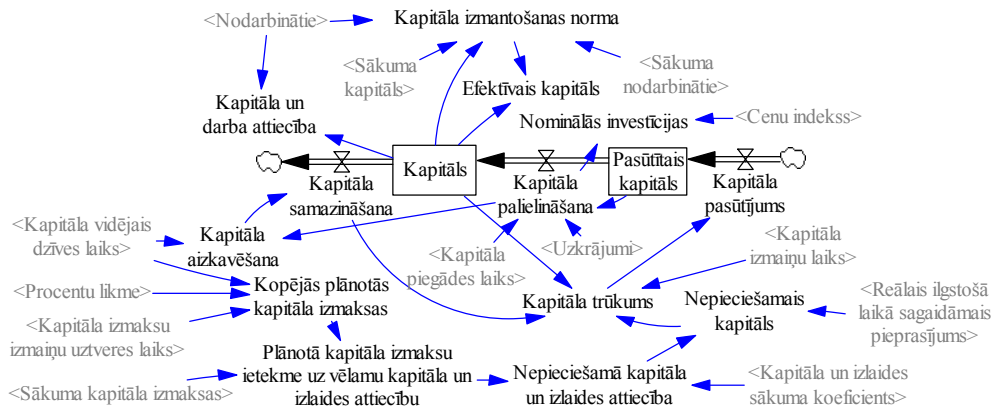 <Nodarbinātie>
Kapitāla izmantošanas norma
<Sākuma
kapitāls>
<Sākuma
nodarbinātie>
Efektīvais kapitāls
Kapitāla un
darba attiecība
Nominālās investīcijas
<Cenu indekss>
Kapitāls
Pasūtītais
kapitāls
Kapitāla
samazināšana
Kapitāla
palielināšana
Kapitāla
pasūtījums
<Kapitāla vidējais
dzīves laiks>
Kapitāla
aizkavēšana
<Kapitāla
piegādes laiks>
<Uzkrājumi>
<Kapitāla
izmaiņu laiks>
<Procentu likme>
Kopējās plānotās
kapitāla izmaksas
Kapitāla trūkums
Nepieciešamais
kapitāls
<Reālais ilgstošā
laikā sagaidāmais
pieprasījums>
<Kapitāla izmaksu
izmaiņu uztveres laiks>
Plānotā kapitāla izmaksu
ietekme uz vēlamu kapitāla un
izlaides attiecību
<Sākuma kapitāla izmaksas>
Nepieciešamā kapitāla
un izlaides attiecība
<Kapitāla un izlaides
sākuma koeficients>